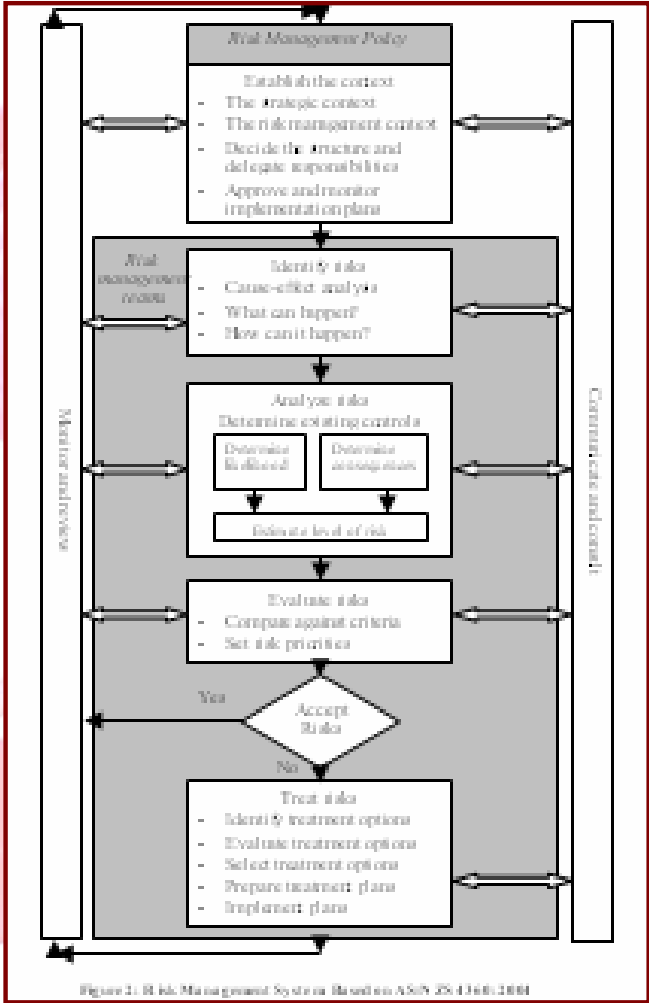 Risk Management Policy
Establish the context
- The strategic context
- The risk management context
- Decide the structure and
delegate responsibilities
- Approve and monitor
implementation plans
Risk
management
Identify risks
- Cause-effect analysis
- What can happen?
- How can it happen?
Analyse risks
Determine existing controls
Determine
likelihood
Determine
consequences
Estimate level of risk
Evaluate risks
- Compare against criteria
- Set risk priorities
Yes
Accept
Risks
No
Treat risks
- Identify treatment options
- Evaluate treatment options
- Select treatment options
- Prepare treatment plans
- Implement plans
Monitor and review
Communicate and consult
Figure 2: Risk Management System Based on AS/NZS 4360:2004